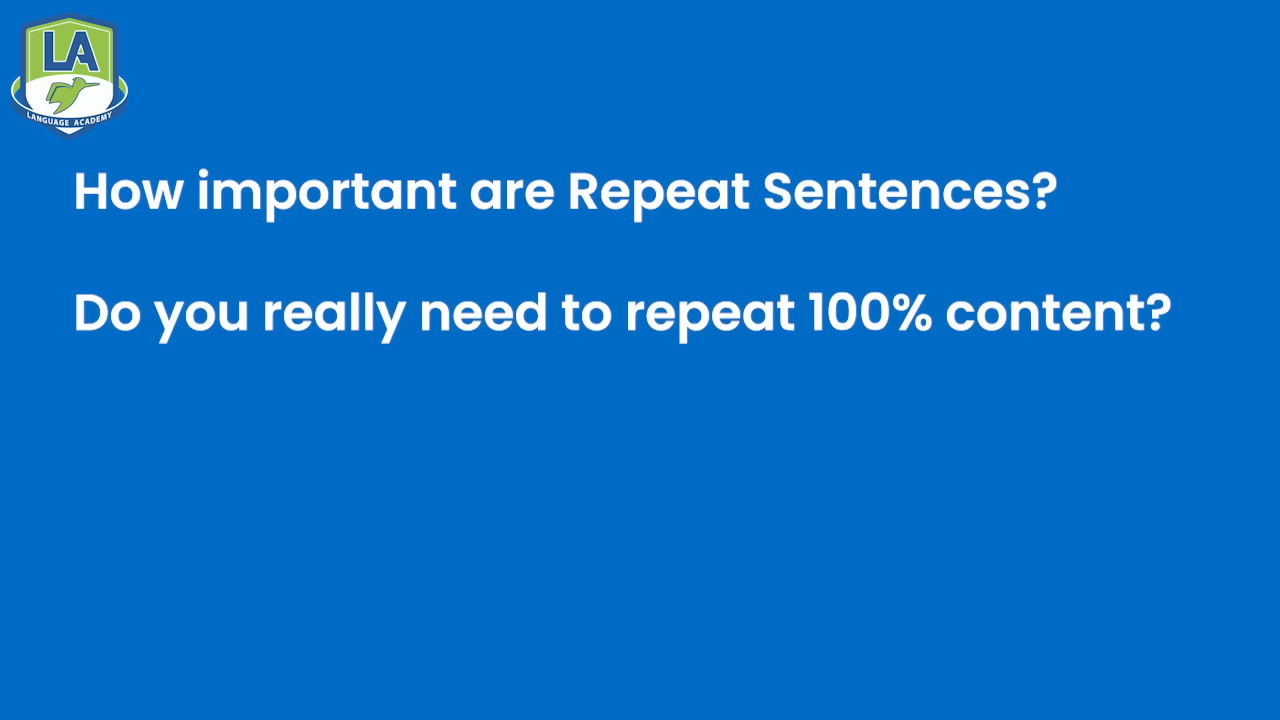 LA
LANGUAGE ACADEMY
How important are Repeat Sentences?
Do you really need to repeat 100% content?